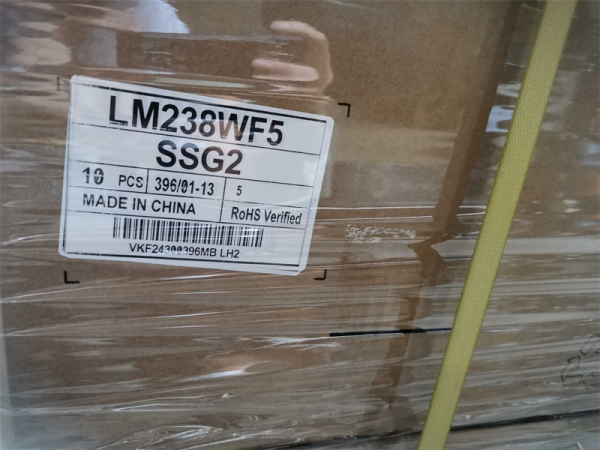 LM238WF5
SSG2
10 PCS 396/01-13 5
MADE IN CHINA RoHS Verified
VKF24300396MB LH2